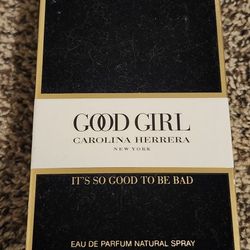 GOOD GIRL
CAROLINA HERRERA
NEW YORK
IT'S SO GOOD TO BE BAD
EAU DE PARFUM NATURAL SPRAY